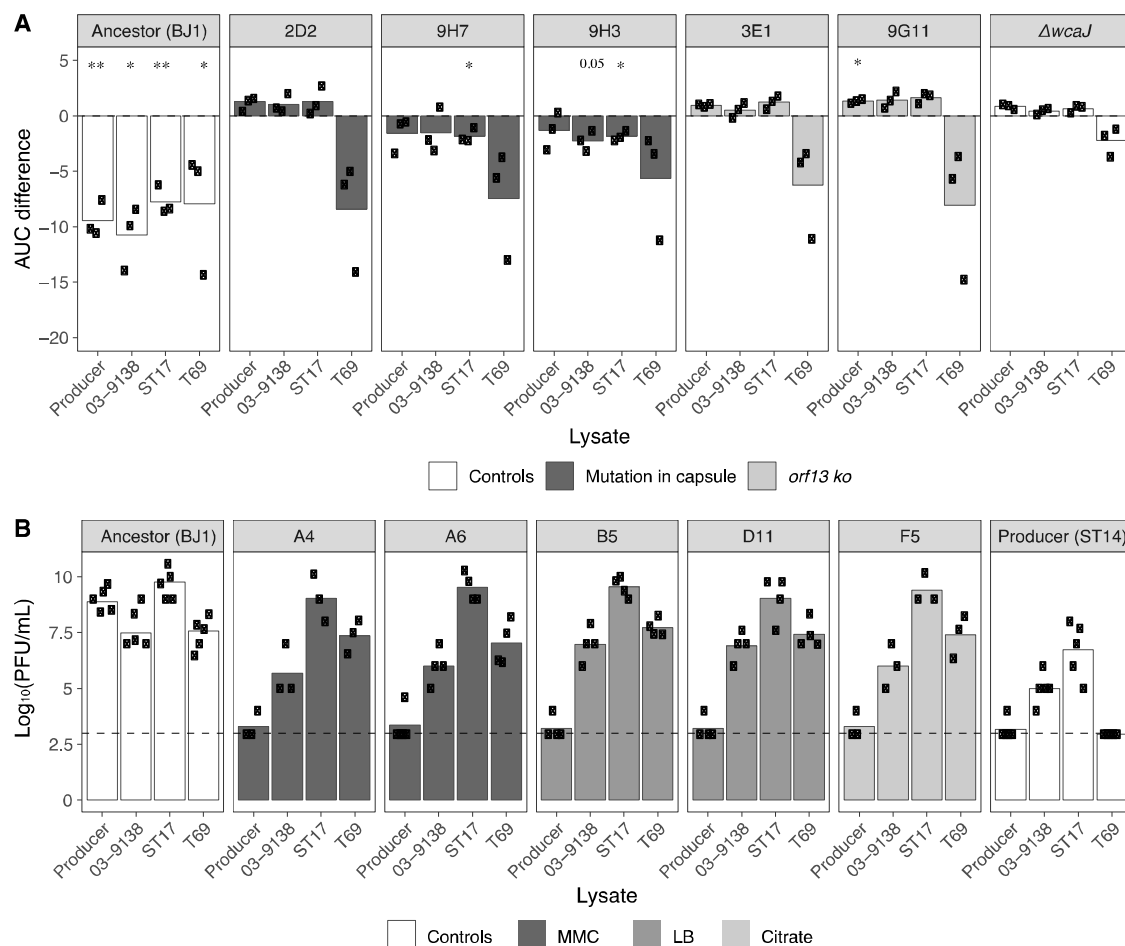 A
Ancestor (BJ1) 2D2 9H7 9H3 3E1 9G11 ΔwcaJ
** * ** * * 0.05 * *
5
0
−5
−10
−15
−20
AUC difference
Producer 03−9138 ST17 T69 Producer 03−9138 ST17 T69 Producer 03−9138 ST17 T69 Producer 03−9138 ST17 T69 Producer 03−9138 ST17 T69 Producer 03−9138 ST17 T69 Producer 03−9138 ST17 T69
Lysate
Controls Mutation in capsule orf13 ko
B
Ancestor (BJ1) A4 A6 B5 D11 F5 Producer (ST14)
10
7.5
5
2.5
0
Log₁₀(PFU/mL)
Producer 03−9138 ST17 T69 Producer 03−9138 ST17 T69 Producer 03−9138 ST17 T69 Producer 03−9138 ST17 T69 Producer 03−9138 ST17 T69 Producer 03−9138 ST17 T69 Producer 03−9138 ST17 T69
Lysate
Controls MMC LB Citrate